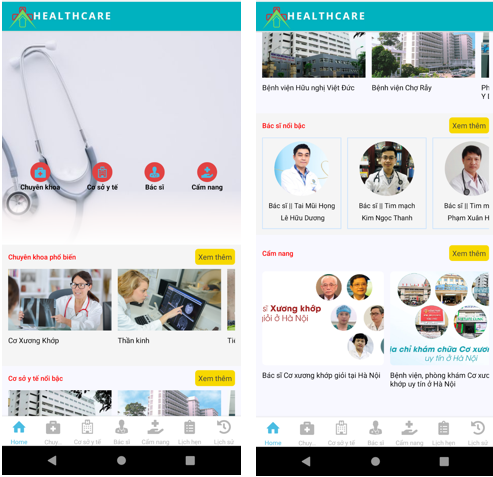 HEALTHCARE
Chuyên khoa
Cơ sở y tế
Bác sĩ
Cẩm nang
Chuyên khoa phổ biến
Xem thêm
Cơ Xương Khớp
Thần kinh
Tiê
Cơ sở y tế nổi bậc
Xem thêm
Home
Chuy..
Cơ sở y tế
Bác sĩ
Cẩm nang
Lịch hẹn
Lịch sử
HEALTHCARE
Bệnh viện Hữu nghị Việt Đức
Bệnh viện Chợ Rẫy
Ph
Y D
Bác sĩ nổi bậc
Xem thêm
Bác sĩ || Tai Mũi Họng
Lê Hữu Dương
Bác sĩ || Tim mạch
Kim Ngọc Thanh
Bác sĩ || Tim m
Phạm Xuân H
Cẩm nang
Xem thêm
sĩ Xương khớp
giỏi ở Hà Nội
Bác sĩ Cơ xương khớp giỏi tại Hà Nội
ịa chỉ khám chữa Cơ xươn
uy tín ở Hà Nội
Bệnh viện, phòng khám Cơ xươ
khớp uy tín ở Hà Nội
Home
Chuy..
Cơ sở y tế
Bác sĩ
Cẩm nang
Lịch hẹn
Lịch sử